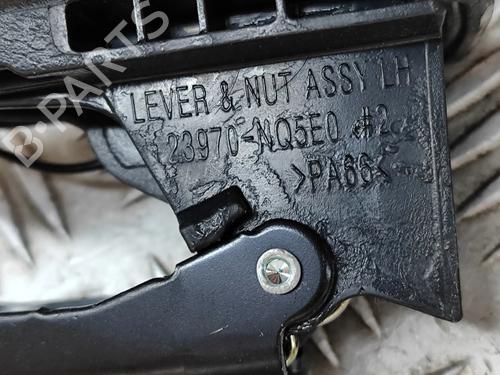 LEVER & NUT ASSY LH
23970-NQ5E0 #2
>PA66<
B-PARTS